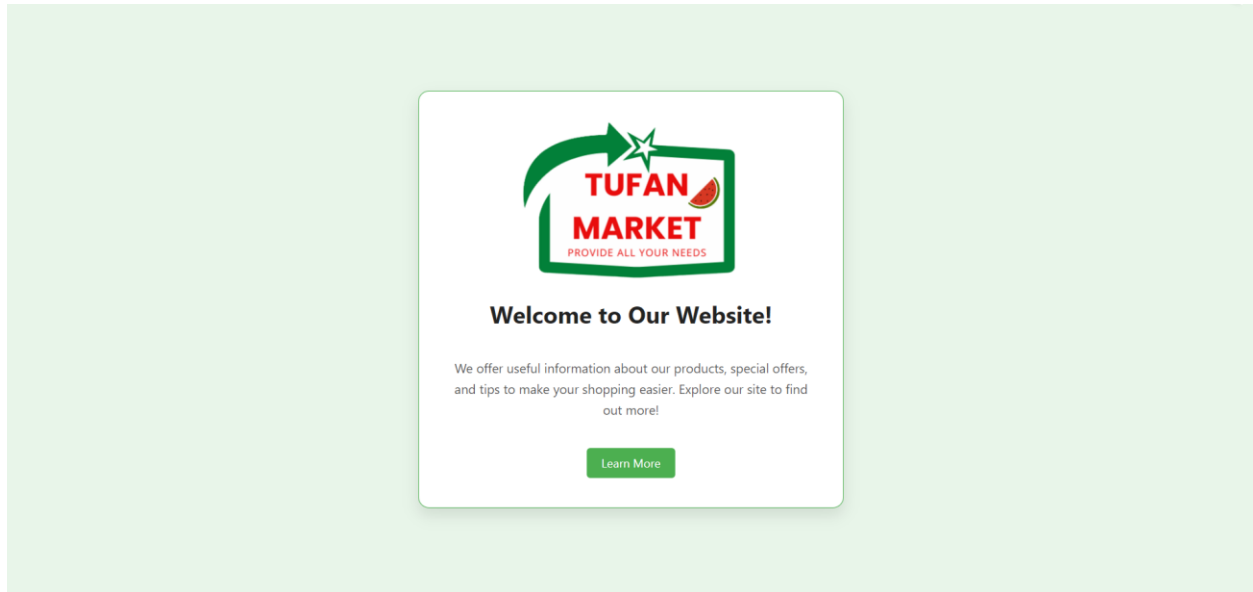 TUFAN
MARKET
PROVIDE ALL YOUR NEEDS
Welcome to Our Website!
We offer useful information about our products, special offers,
and tips to make your shopping easier. Explore our site to find
out more!
Learn More